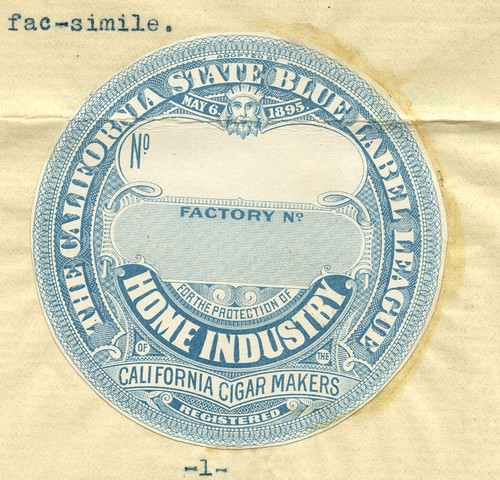 fac-simile.
ADOPTED
THE CALIFORNIA STATE BLUE LABEL LEAGUE
MAY 6. 1895.
No
FACTORY No
FOR THE PROTECTION OF
HOME INDUSTRY
OF THE
CALIFORNIA CIGAR MAKERS
REGISTERED
-1-